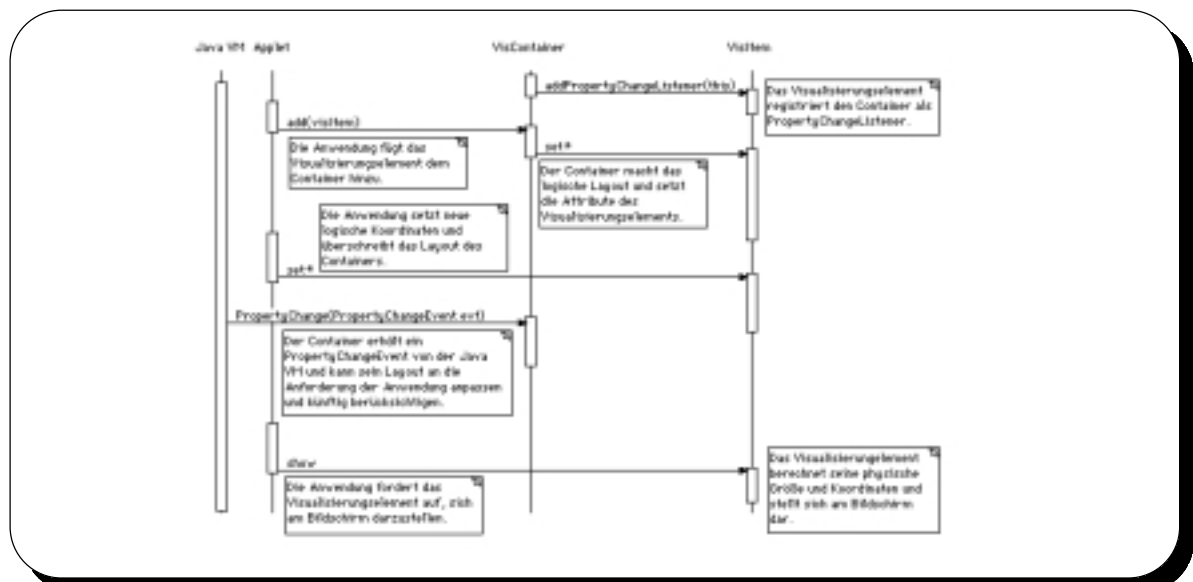 Java VM Applet VisContainer VisItem
addPropertyChangeListener(this)
Das Visualisierungselement
registriert den Container als
PropertyChangeListener.
add(visItem)
Die Anwendung fügt das
Visualisierungselement dem
Container hinzu.
set*
Der Container macht das
logische Layout und setzt
die Attribute des
Visualisierungselements.
Die Anwendung setzt neue
logische Koordinaten und
überschreibt das Layout des
Containers.
set*
PropertyChange(PropertyChangeEvent evt)
Der Container erhält ein
PropertyChangeEvent von der Java
VM und kann sein Layout an die
Anforderung der Anwendung anpassen
und künftig berücksichtigen.
show
Die Anwendung fordert das
Visualisierungselement auf, sich
am Bildschirm darzustellen.
Das Visualisierungelement
berechnet seine physische
Größe und Koordinaten und
stellt sich am Bildschirm
dar.